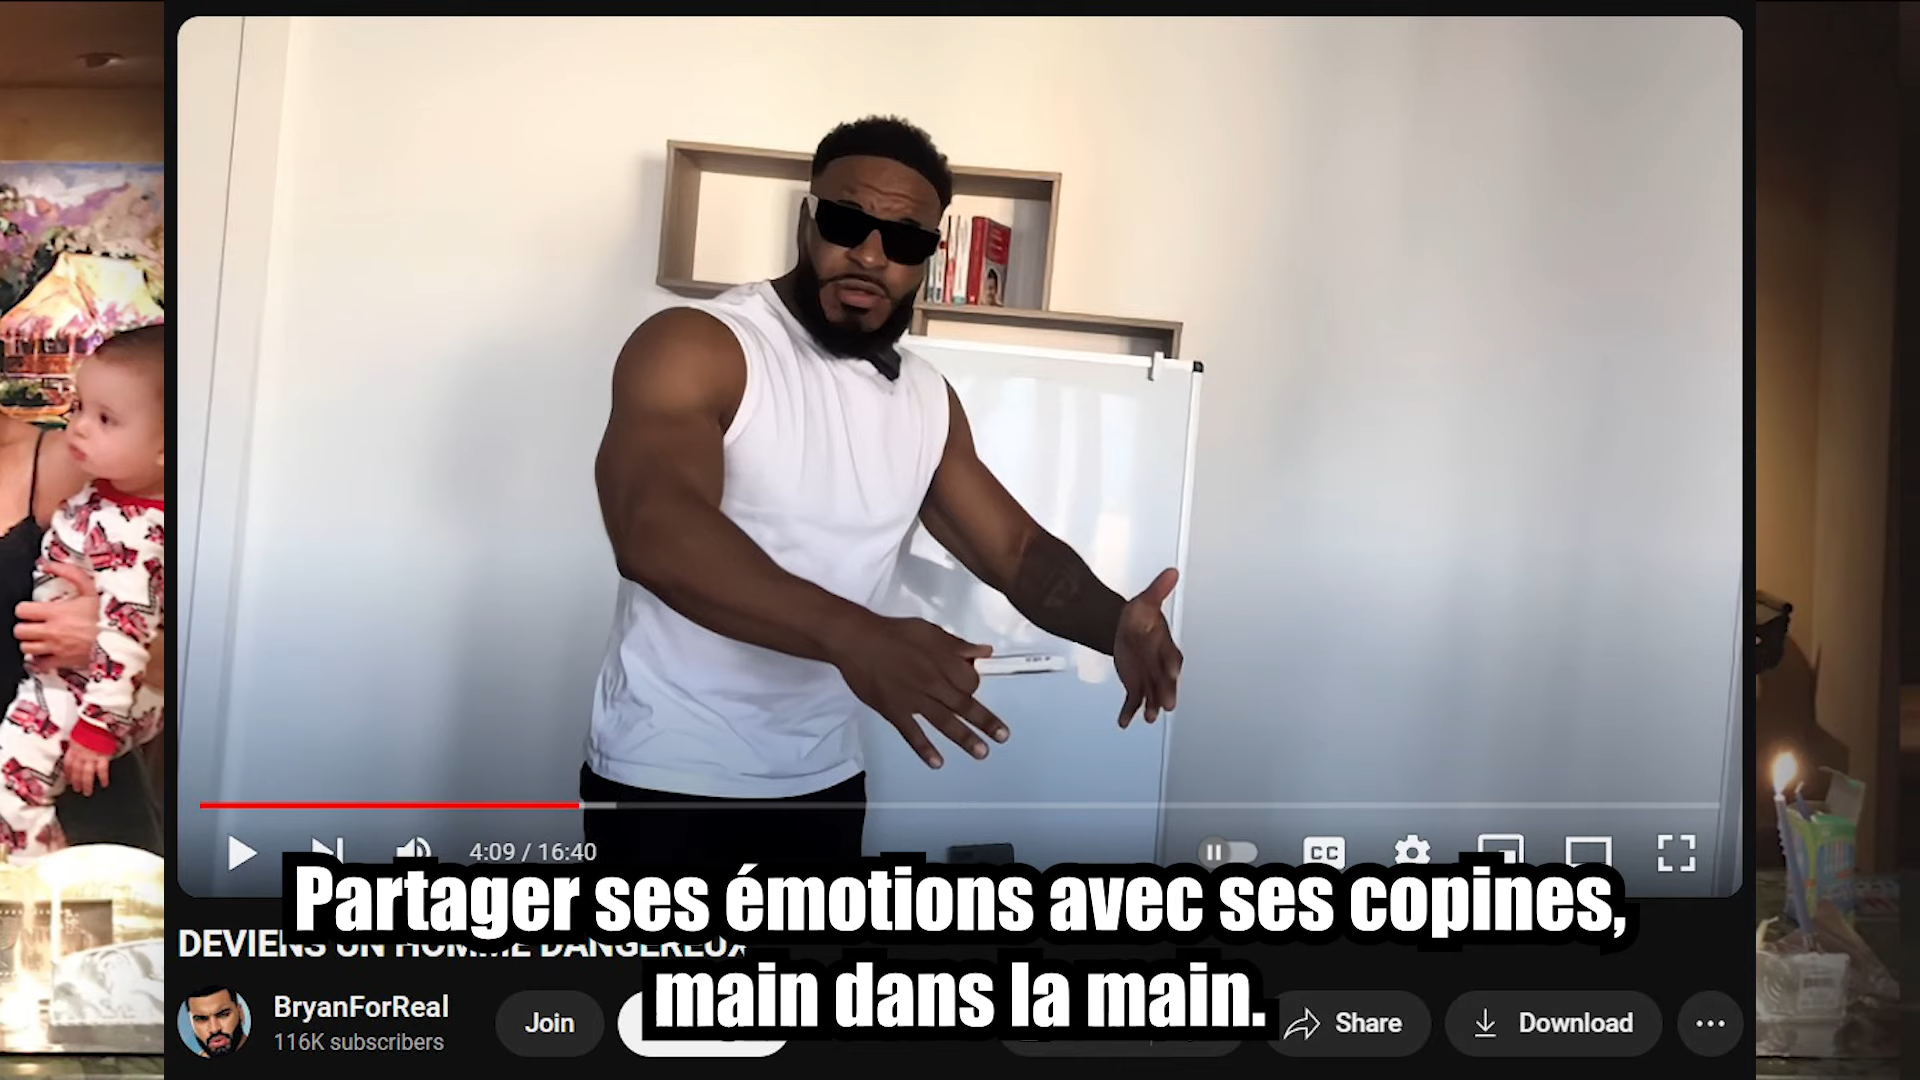 4:09 / 16:40
CC
Partager ses émotions avec ses copines,
main dans la main.
DEVIENS UN HOMME DANGEREUX
BryanForReal
116K subscribers
Join
Share
Download